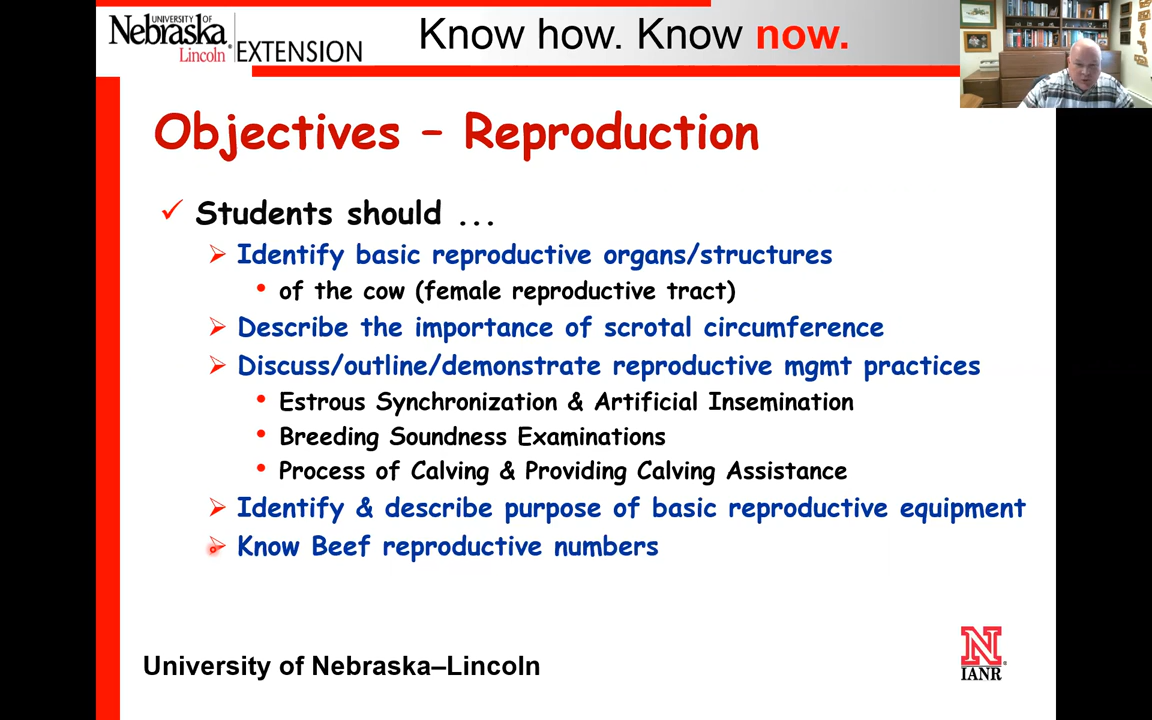 UNIVERSITY OF
Nebraska
Lincoln
EXTENSION
Know how. Know now.
Objectives – Reproduction
Students should ...
Identify basic reproductive organs/structures
of the cow (female reproductive tract)
Describe the importance of scrotal circumference
Discuss/outline/demonstrate reproductive mgmt practices
Estrous Synchronization & Artificial Insemination
Breeding Soundness Examinations
Process of Calving & Providing Calving Assistance
Identify & describe purpose of basic reproductive equipment
Know Beef reproductive numbers
University of Nebraska–Lincoln
N
IANR